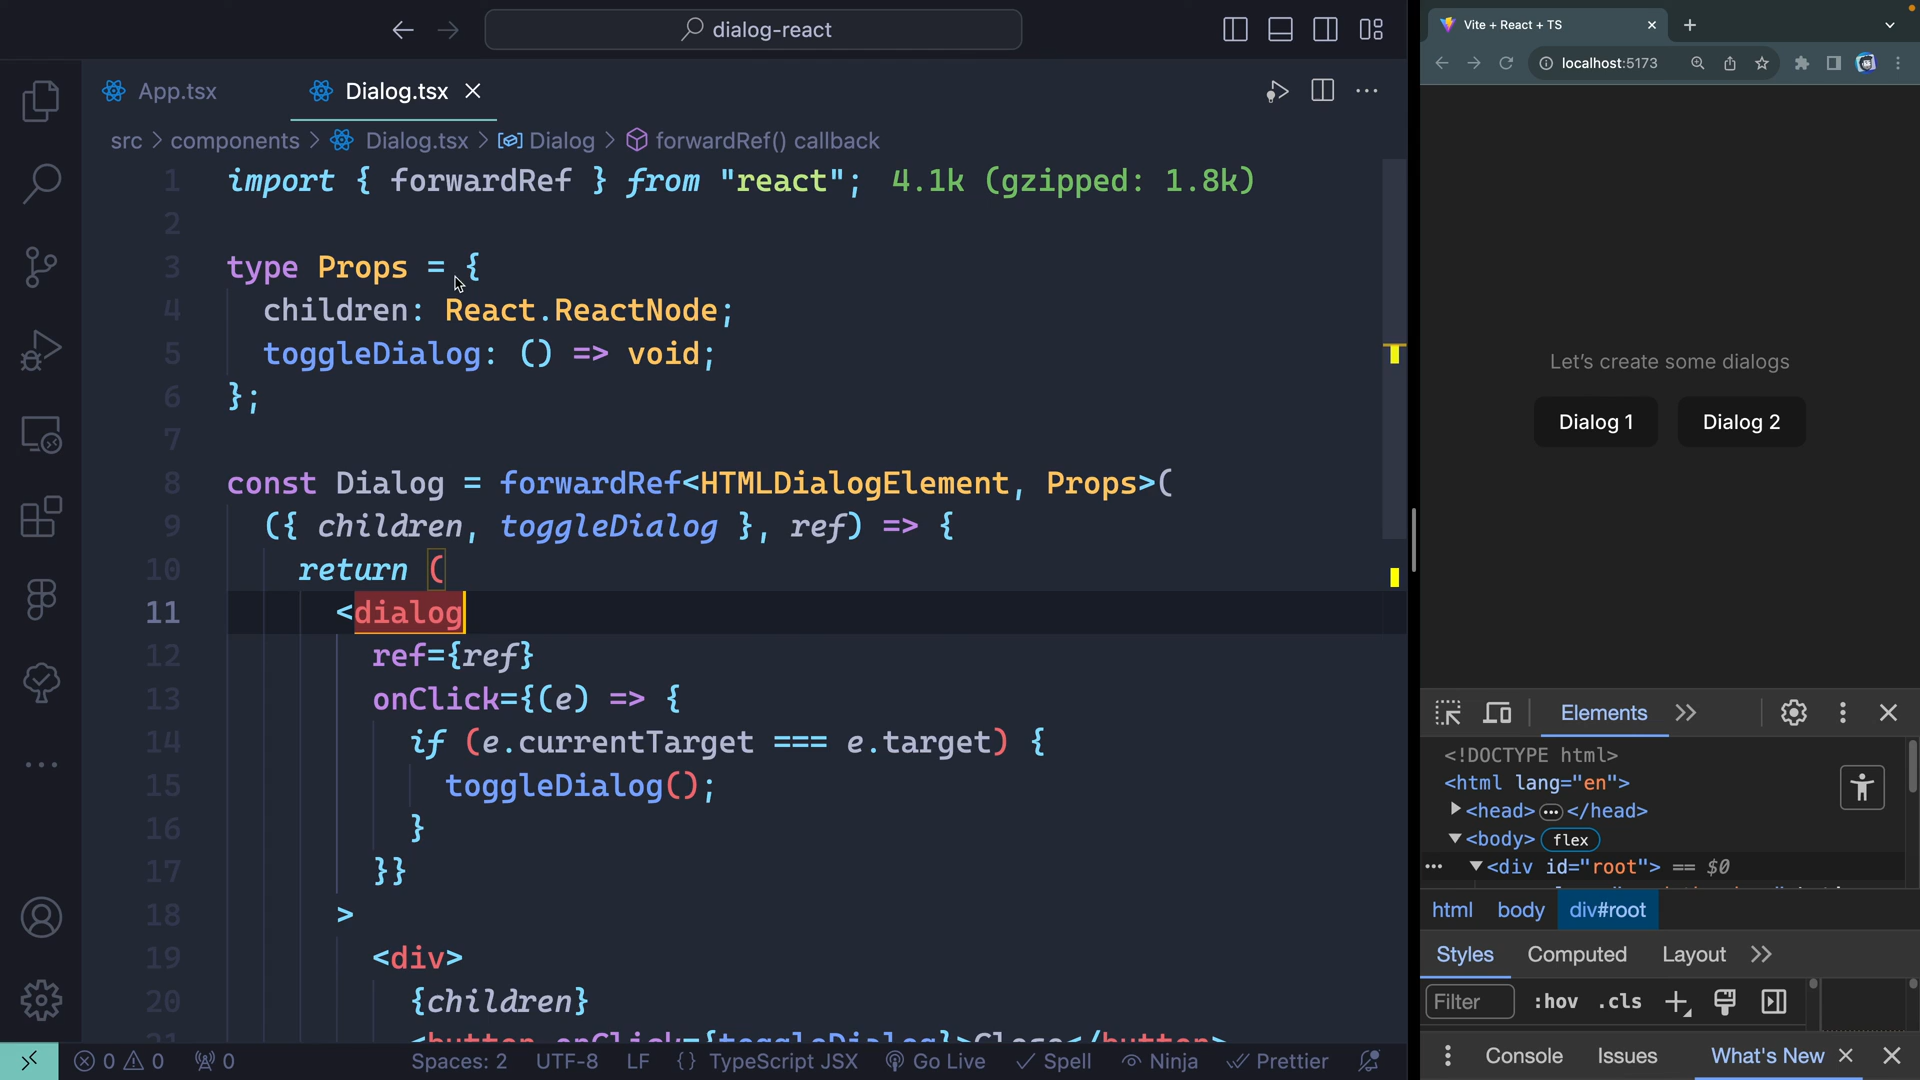 dialog-react
App.tsx
Dialog.tsx
src > components > Dialog.tsx > Dialog > forwardRef() callback
1 import { forwardRef } from "react"; 4.1k (gzipped: 1.8k)
2
3 type Props = {
4 children: React.ReactNode;
5 toggleDialog: () => void;
6 };
7
8 const Dialog = forwardRef<HTMLDialogElement, Props>(
9 ({ children, toggleDialog }, ref) => {
10 return (
11 <dialog
12 ref={ref}
13 onClick={(e) => {
14 if (e.currentTarget === e.target) {
15 toggleDialog();
16 }
17 }}
18 >
19 <div>
20 {children}
<button onClick={toggleDialog}>Close</button>
0 0 0 Spaces: 2 UTF-8 LF {} TypeScript JSX Go Live Spell Ninja Prettier
Vite + React + TS
localhost:5173
Let's create some dialogs
Dialog 1 Dialog 2
Elements
<!DOCTYPE html>
<html lang="en">
<head> … </head>
<body> flex
… <div id="root"> == $0
html body div#root
Styles Computed Layout
Filter :hov .cls
Console Issues What's New